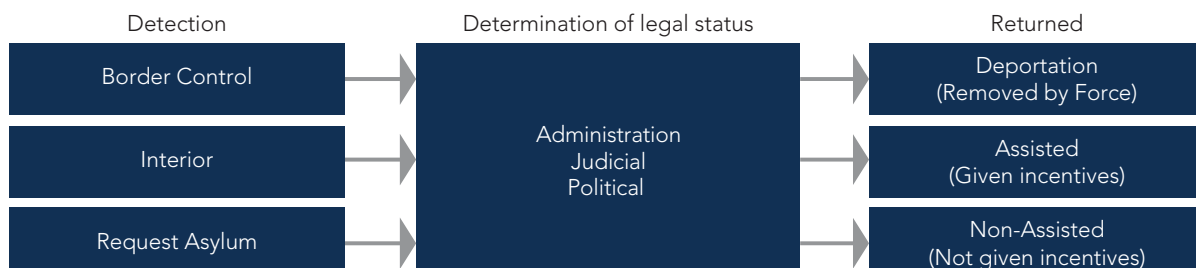 Detection
Determination of legal status
Returned
Border Control
Interior
Request Asylum
Administration
Judicial
Political
Deportation
(Removed by Force)
Assisted
(Given incentives)
Non-Assisted
(Not given incentives)